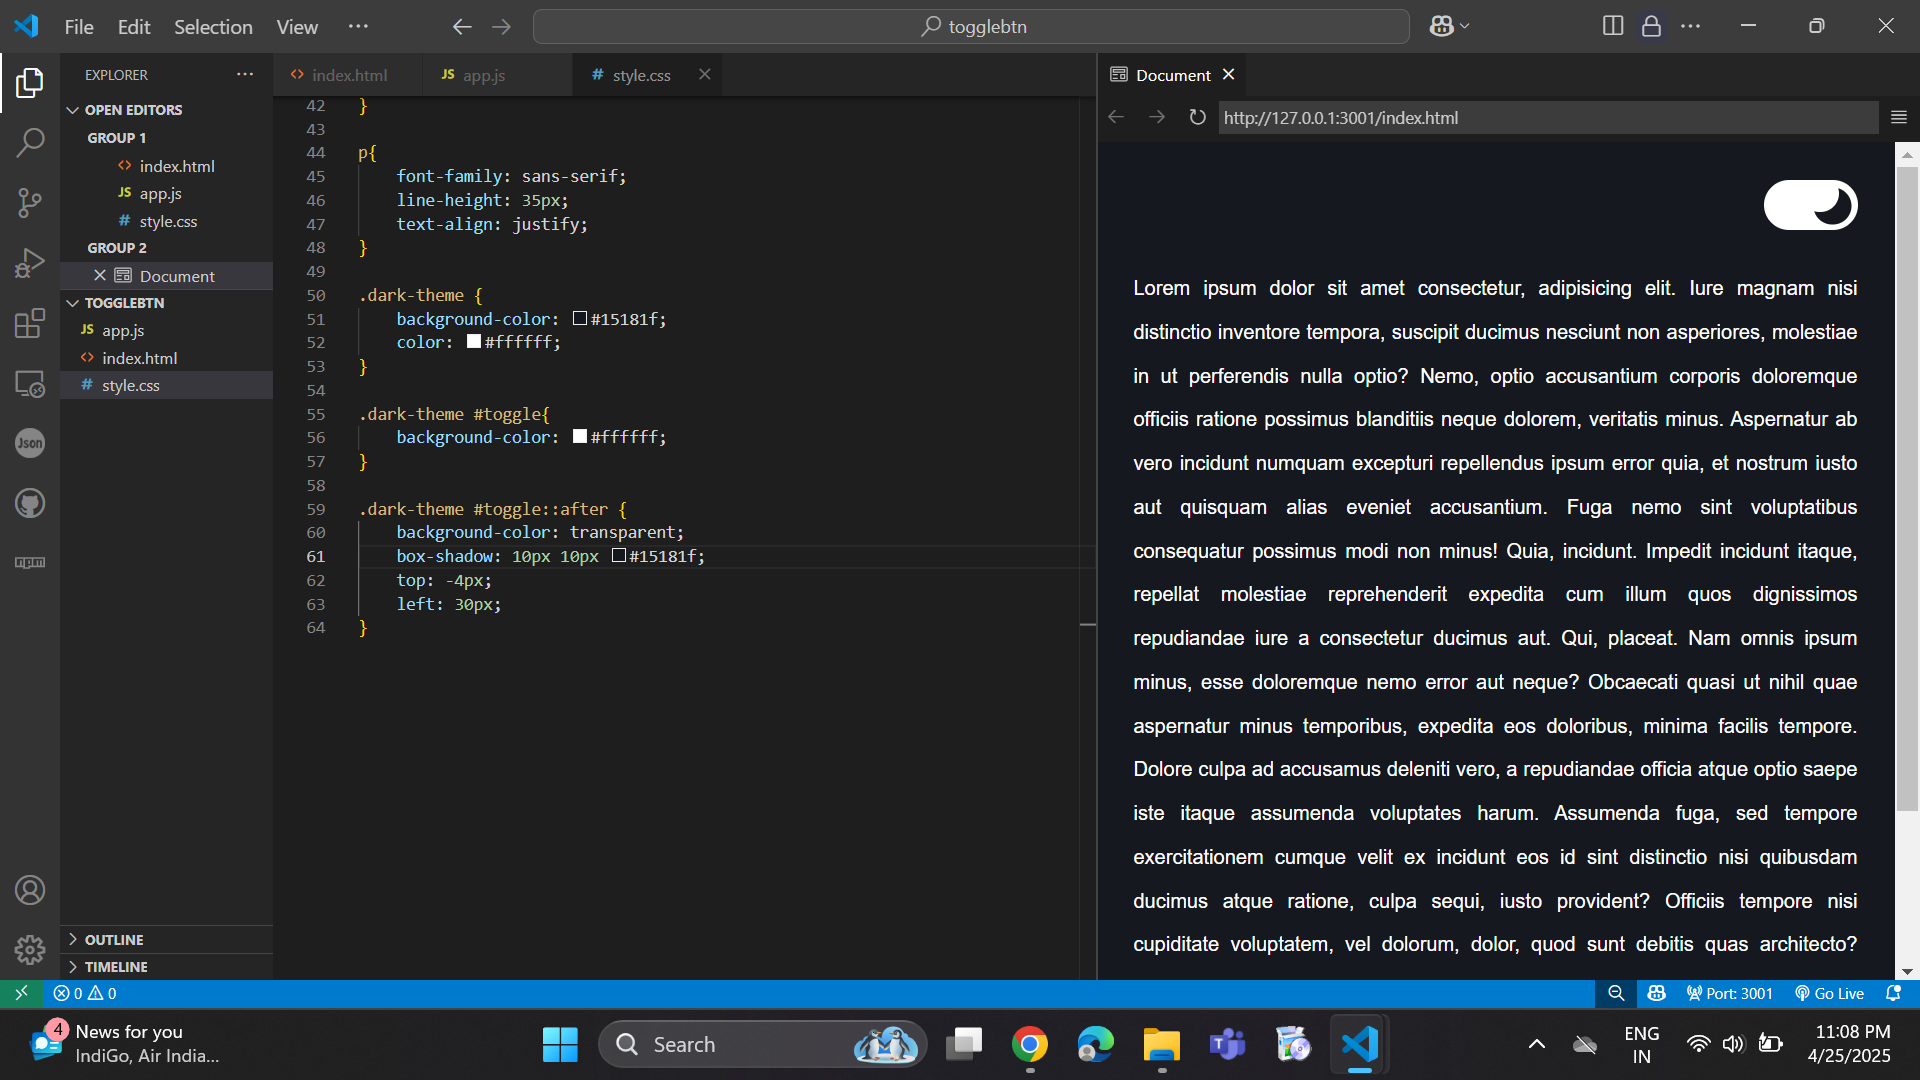 File Edit Selection View ··· togglebtn
EXPLORER ···
OPEN EDITORS
GROUP 1
<> index.html
JS app.js
# style.css
GROUP 2
Document
TOGGLEBTN
JS app.js
<> index.html
# style.css
Json
npm
OUTLINE
TIMELINE
<> index.html JS app.js # style.css
42 }
43
44 p{
45 font-family: sans-serif;
46 line-height: 35px;
47 text-align: justify;
48 }
49
50 .dark-theme {
51 background-color: #15181f;
52 color: #ffffff;
53 }
54
55 .dark-theme #toggle{
56 background-color: #ffffff;
57 }
58
59 .dark-theme #toggle::after {
60 background-color: transparent;
61 box-shadow: 10px 10px #15181f;
62 top: -4px;
63 left: 30px;
64 }
Document
http://127.0.0.1:3001/index.html
Lorem ipsum dolor sit amet consectetur, adipisicing elit. Iure magnam nisi
distinctio inventore tempora, suscipit ducimus nesciunt non asperiores, molestiae
in ut perferendis nulla optio? Nemo, optio accusantium corporis doloremque
officiis ratione possimus blanditiis neque dolorem, veritatis minus. Aspernatur ab
vero incidunt numquam excepturi repellendus ipsum error quia, et nostrum iusto
aut quisquam alias eveniet accusantium. Fuga nemo sint voluptatibus
consequatur possimus modi non minus! Quia, incidunt. Impedit incidunt itaque,
repellat molestiae reprehenderit expedita cum illum quos dignissimos
repudiandae iure a consectetur ducimus aut. Qui, placeat. Nam omnis ipsum
minus, esse doloremque nemo error aut neque? Obcaecati quasi ut nihil quae
aspernatur minus temporibus, expedita eos doloribus, minima facilis tempore.
Dolore culpa ad accusamus deleniti vero, a repudiandae officia atque optio saepe
iste itaque assumenda voluptates harum. Assumenda fuga, sed tempore
exercitationem cumque velit ex incidunt eos id sint distinctio nisi quibusdam
ducimus atque ratione, culpa sequi, iusto provident? Officiis tempore nisi
cupiditate voluptatem, vel dolorum, dolor, quod sunt debitis quas architecto?
0 0 Port: 3001 Go Live
4
News for you
IndiGo, Air India...
Search
ENG
IN
11:08 PM
4/25/2025